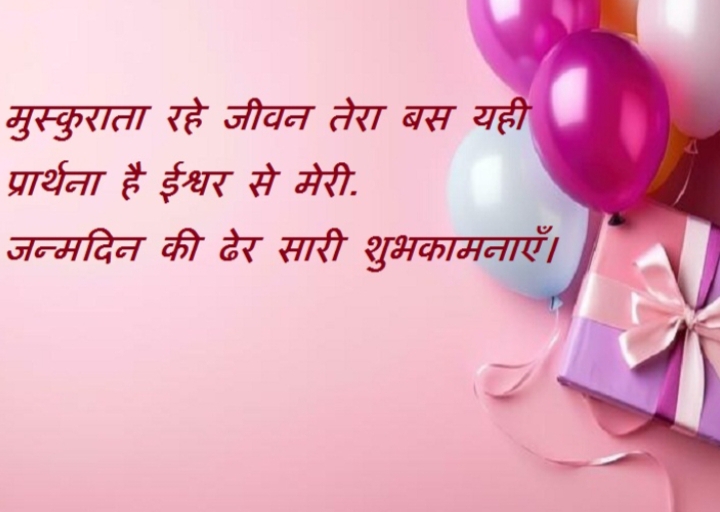 मुस्कुराता रहे जीवन तेरा बस यही
प्रार्थना है ईश्वर से मेरी.
जन्मदिन की ढेर सारी शुभकामनाएँ।